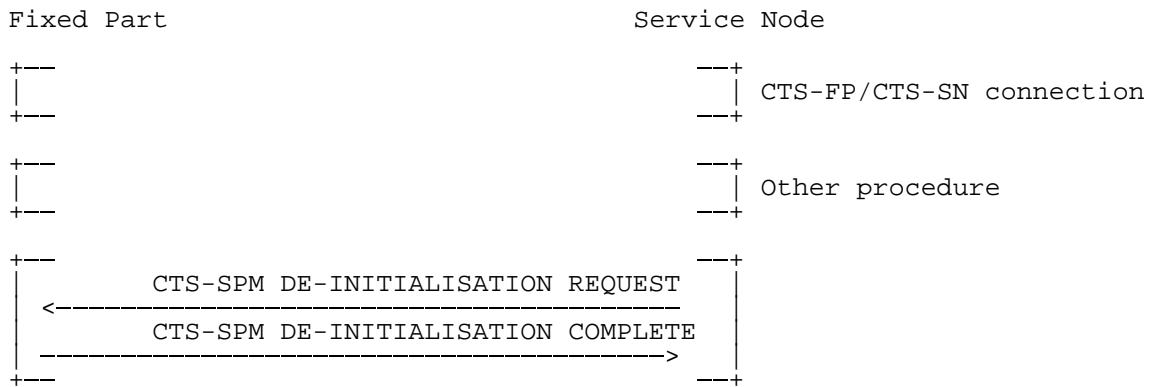 Fixed Part Service Node
CTS-FP/CTS-SN connection
Other procedure
CTS-SPM DE-INITIALISATION REQUEST
CTS-SPM DE-INITIALISATION COMPLETE